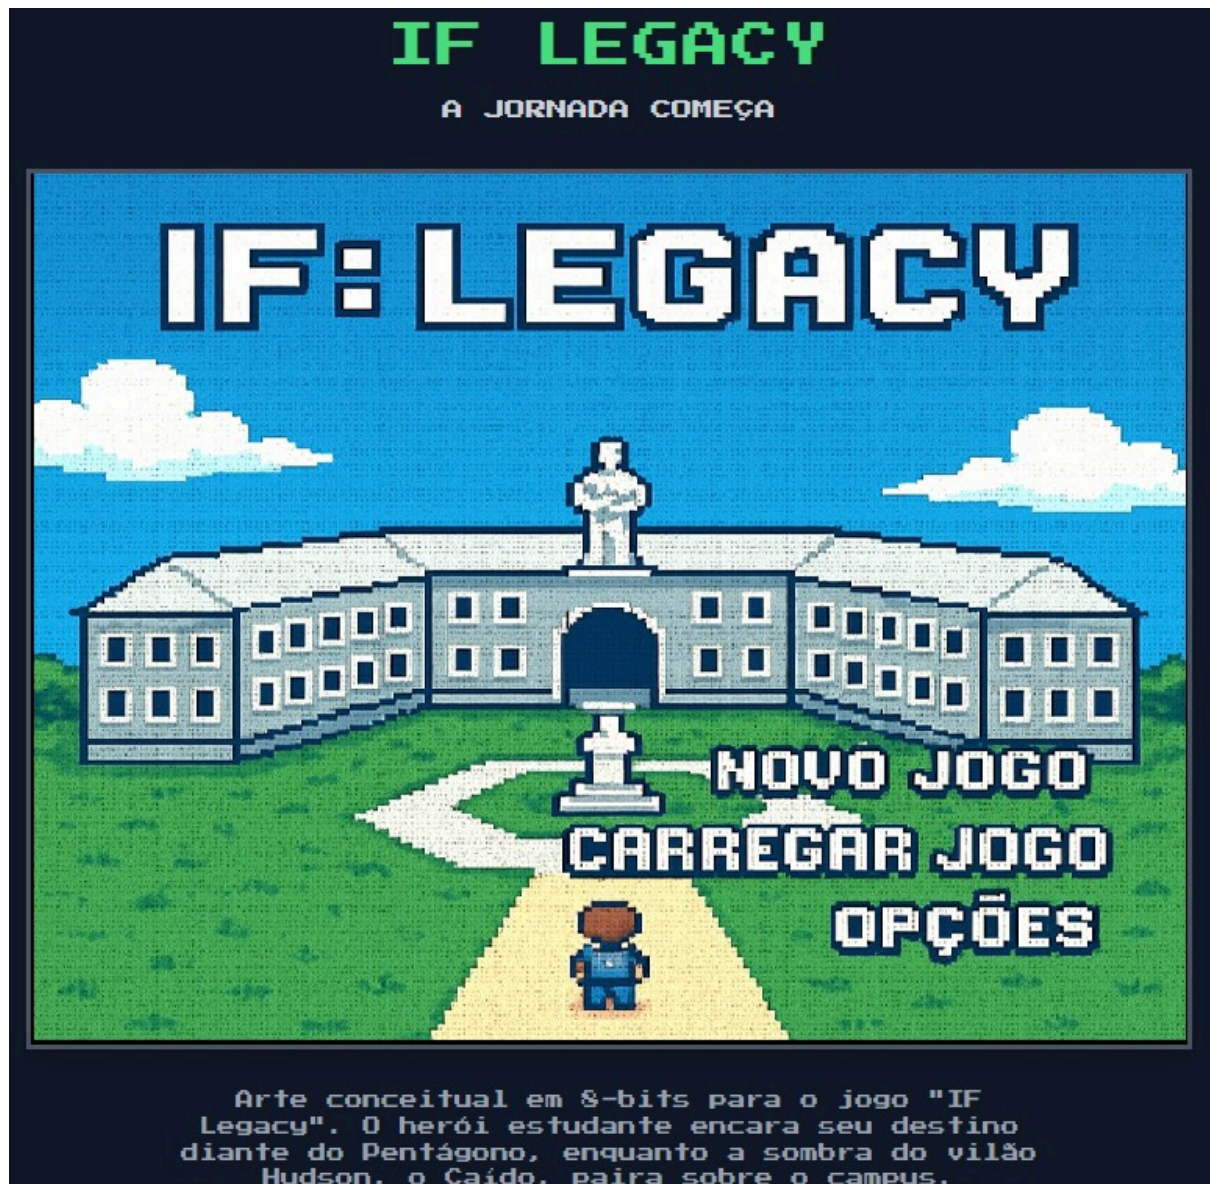 IF LEGACY
A JORNADA COMEÇA
IF: LEGACY
NOVO JOGO
CARREGAR JOGO
OPÇÕES
Arte conceitual em 8-bits para o jogo "IF
Legacy". O herói estudante encara seu destino
diante do Pentágono, enquanto a sombra do vilão
Hudson, o Caído, paira sobre o campus.